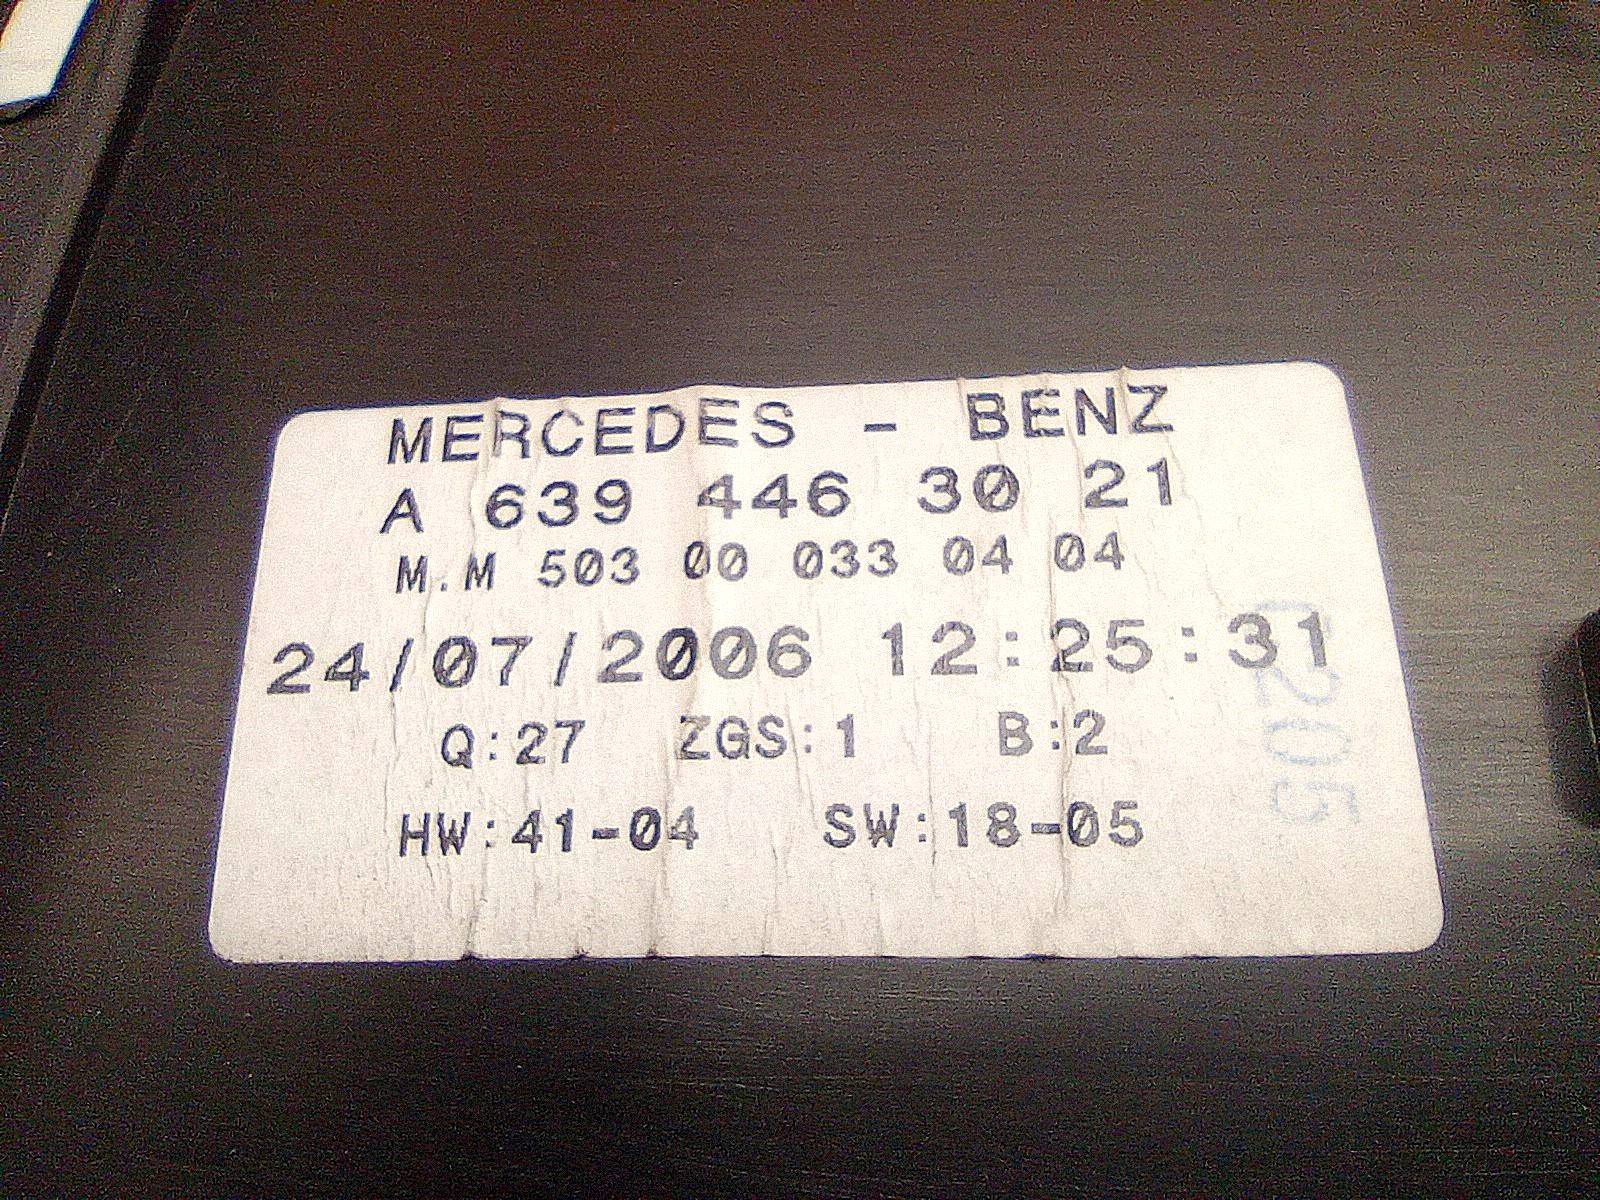 MERCEDES - BENZ
A 639 446 30 21
M.M 503 00 033 04 04
24/07/2006 12:25:31
Q:27 ZGS:1 B:2
HW:41-04 SW:18-05